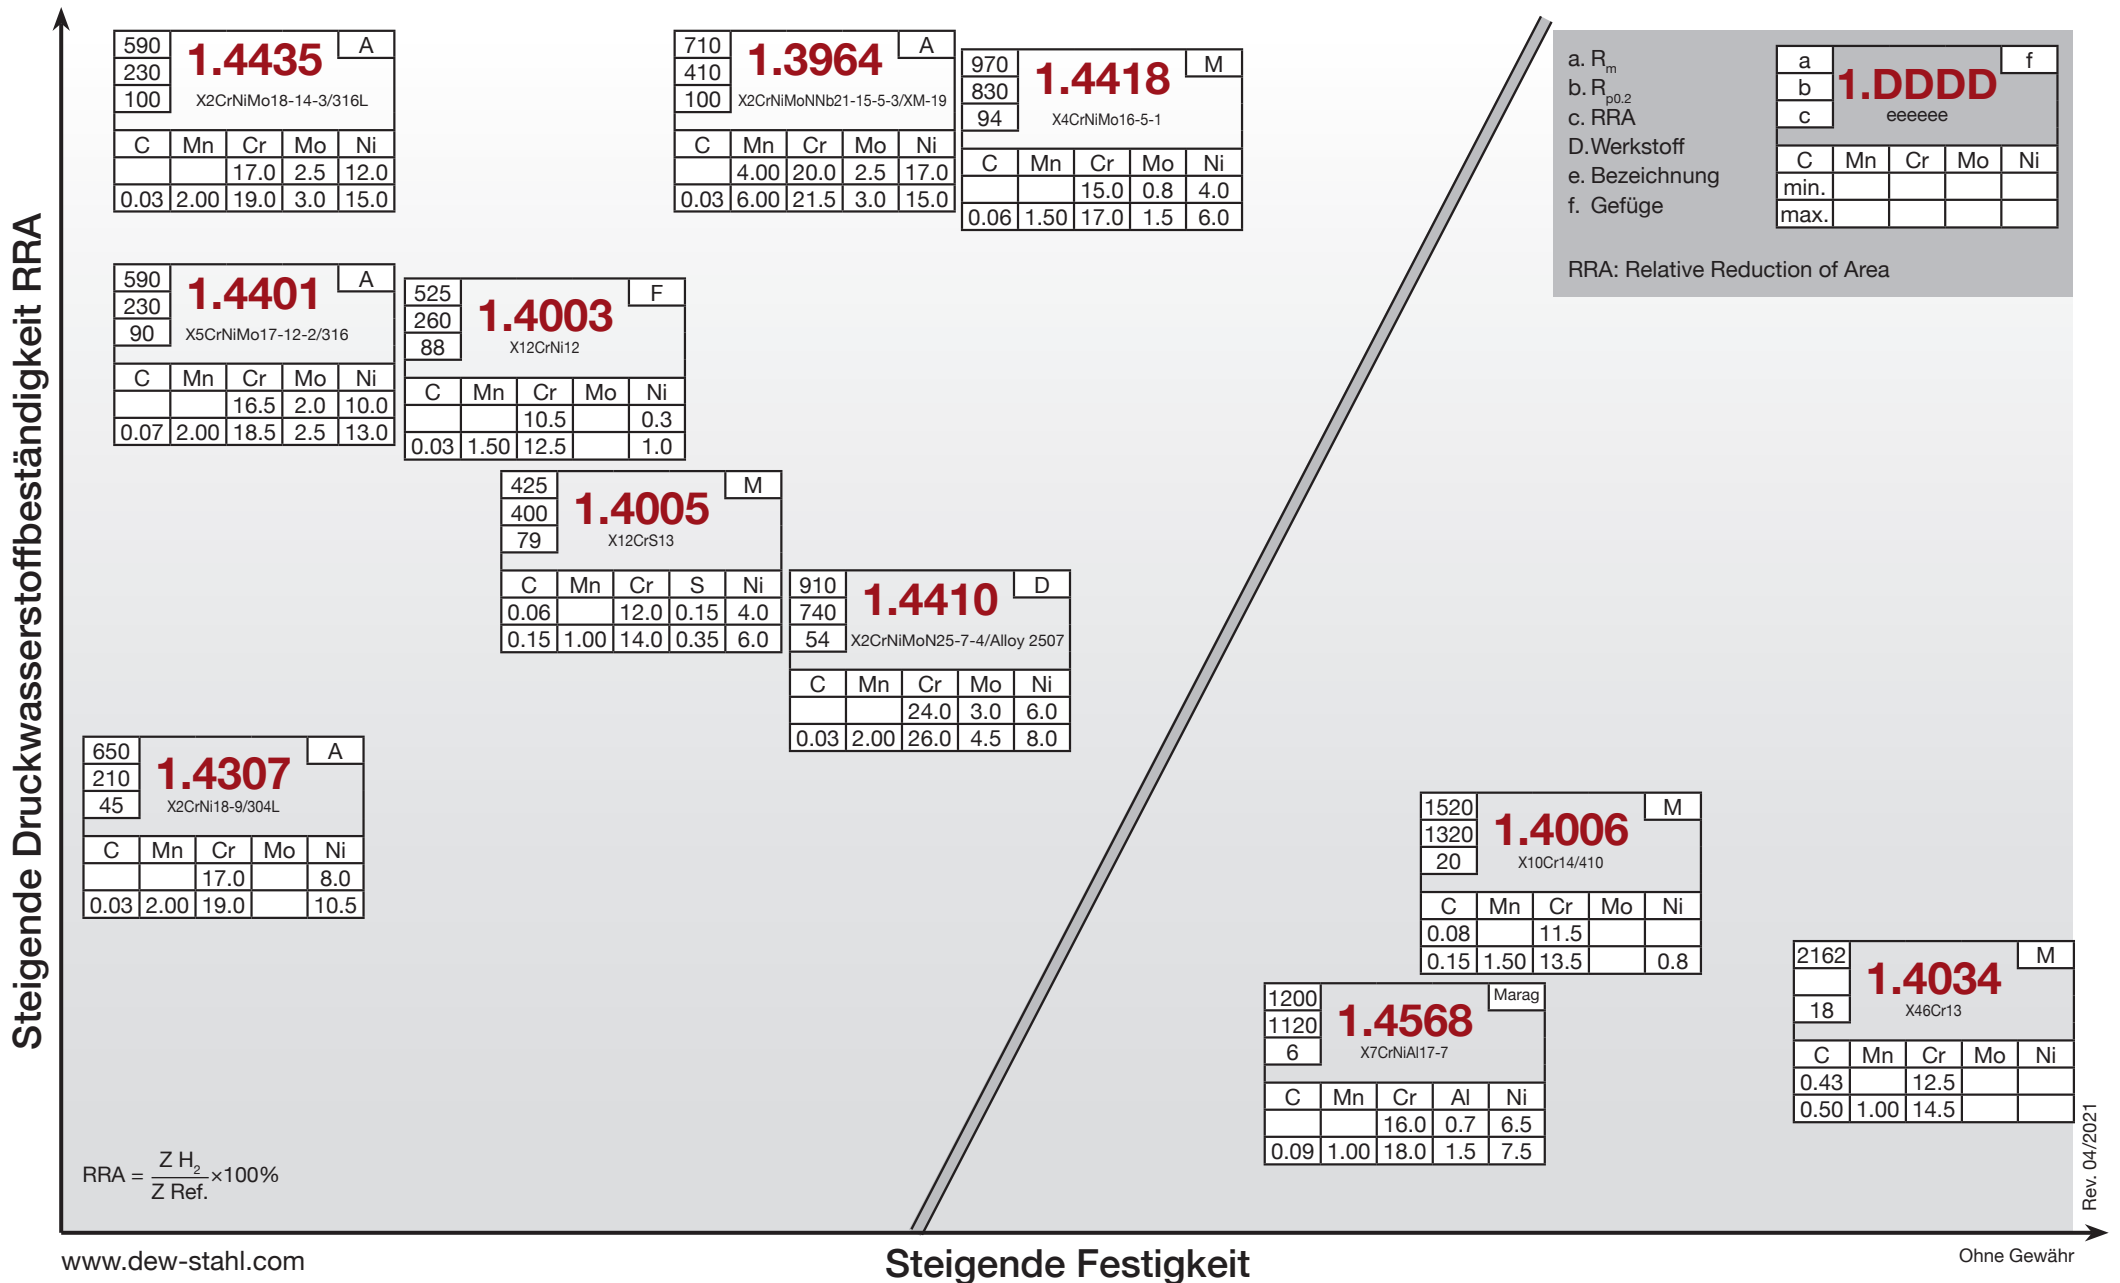 Steigende Druckwasserstoffbeständigkeit RRA
590
230
100
1.4435
A
X2CrNiMo18-14-3/316L
C Mn Cr Mo Ni
17.0 2.5 12.0
0.03 2.00 19.0 3.0 15.0
710
410
100
1.3964
A
X2CrNiMoNNb21-15-5-3/XM-19
C Mn Cr Mo Ni
4.00 20.0 2.5 17.0
0.03 6.00 21.5 3.0 15.0
970
830
94
1.4418
M
X4CrNiMo16-5-1
C Mn Cr Mo Ni
15.0 0.8 4.0
0.06 1.50 17.0 1.5 6.0
a. Rm
b. Rp0.2
c. RRA
D.Werkstoff
e. Bezeichnung
f. Gefüge
a
b
c
1.DDDD
f
eeeeee
C Mn Cr Mo Ni
min.
max.
RRA: Relative Reduction of Area
590
230
90
1.4401
A
X5CrNiMo17-12-2/316
C Mn Cr Mo Ni
16.5 2.0 10.0
0.07 2.00 18.5 2.5 13.0
525
260
88
1.4003
F
X12CrNi12
C Mn Cr Mo Ni
10.5 0.3
0.03 1.50 12.5 1.0
425
400
79
1.4005
M
X12CrS13
C Mn Cr S Ni
0.06 12.0 0.15 4.0
0.15 1.00 14.0 0.35 6.0
910
740
54
1.4410
D
X2CrNiMoN25-7-4/Alloy 2507
C Mn Cr Mo Ni
24.0 3.0 6.0
0.03 2.00 26.0 4.5 8.0
650
210
45
1.4307
A
X2CrNi18-9/304L
C Mn Cr Mo Ni
17.0 8.0
0.03 2.00 19.0 10.5
1520
1320
20
1.4006
M
X10Cr14/410
C Mn Cr Mo Ni
0.08 11.5
0.15 1.50 13.5 0.8
2162
18
1.4034
M
X46Cr13
C Mn Cr Mo Ni
0.43 12.5
0.50 1.00 14.5
1200
1120
6
1.4568
Marag
X7CrNiAl17-7
C Mn Cr Al Ni
16.0 0.7 6.5
0.09 1.00 18.0 1.5 7.5
RRA = Z H2 / Z Ref. ×100%
Rev. 04/2021
www.dew-stahl.com
Steigende Festigkeit
Ohne Gewähr